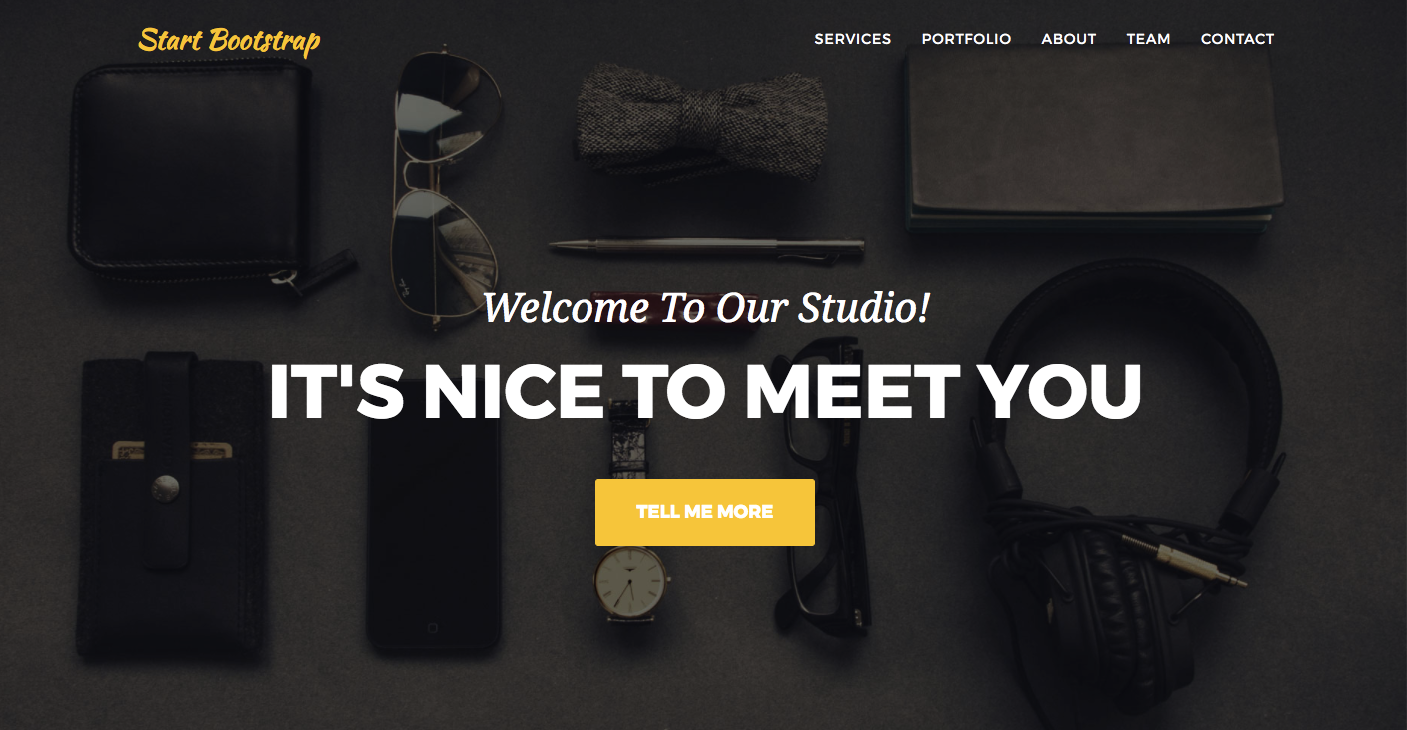 Start Bootstrap
SERVICES PORTFOLIO ABOUT TEAM CONTACT
Welcome To Our Studio!
IT'S NICE TO MEET YOU
TELL ME MORE